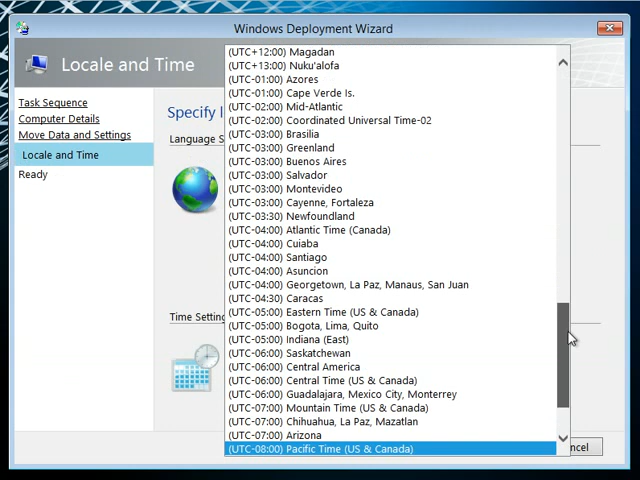 Windows Deployment Wizard
Locale and Time
Task Sequence
Computer Details
Move Data and Settings
Locale and Time
Ready
Specify l
Language S
Time Setting
(UTC+12:00) Magadan
(UTC+13:00) Nuku'alofa
(UTC-01:00) Azores
(UTC-01:00) Cape Verde Is.
(UTC-02:00) Mid-Atlantic
(UTC-02:00) Coordinated Universal Time-02
(UTC-03:00) Brasilia
(UTC-03:00) Greenland
(UTC-03:00) Buenos Aires
(UTC-03:00) Salvador
(UTC-03:00) Montevideo
(UTC-03:00) Cayenne, Fortaleza
(UTC-03:30) Newfoundland
(UTC-04:00) Atlantic Time (Canada)
(UTC-04:00) Cuiaba
(UTC-04:00) Santiago
(UTC-04:00) Asuncion
(UTC-04:00) Georgetown, La Paz, Manaus, San Juan
(UTC-04:30) Caracas
(UTC-05:00) Eastern Time (US & Canada)
(UTC-05:00) Bogota, Lima, Quito
(UTC-05:00) Indiana (East)
(UTC-06:00) Saskatchewan
(UTC-06:00) Central America
(UTC-06:00) Central Time (US & Canada)
(UTC-06:00) Guadalajara, Mexico City, Monterrey
(UTC-07:00) Mountain Time (US & Canada)
(UTC-07:00) Chihuahua, La Paz, Mazatlan
(UTC-07:00) Arizona
(UTC-08:00) Pacific Time (US & Canada)
ncel